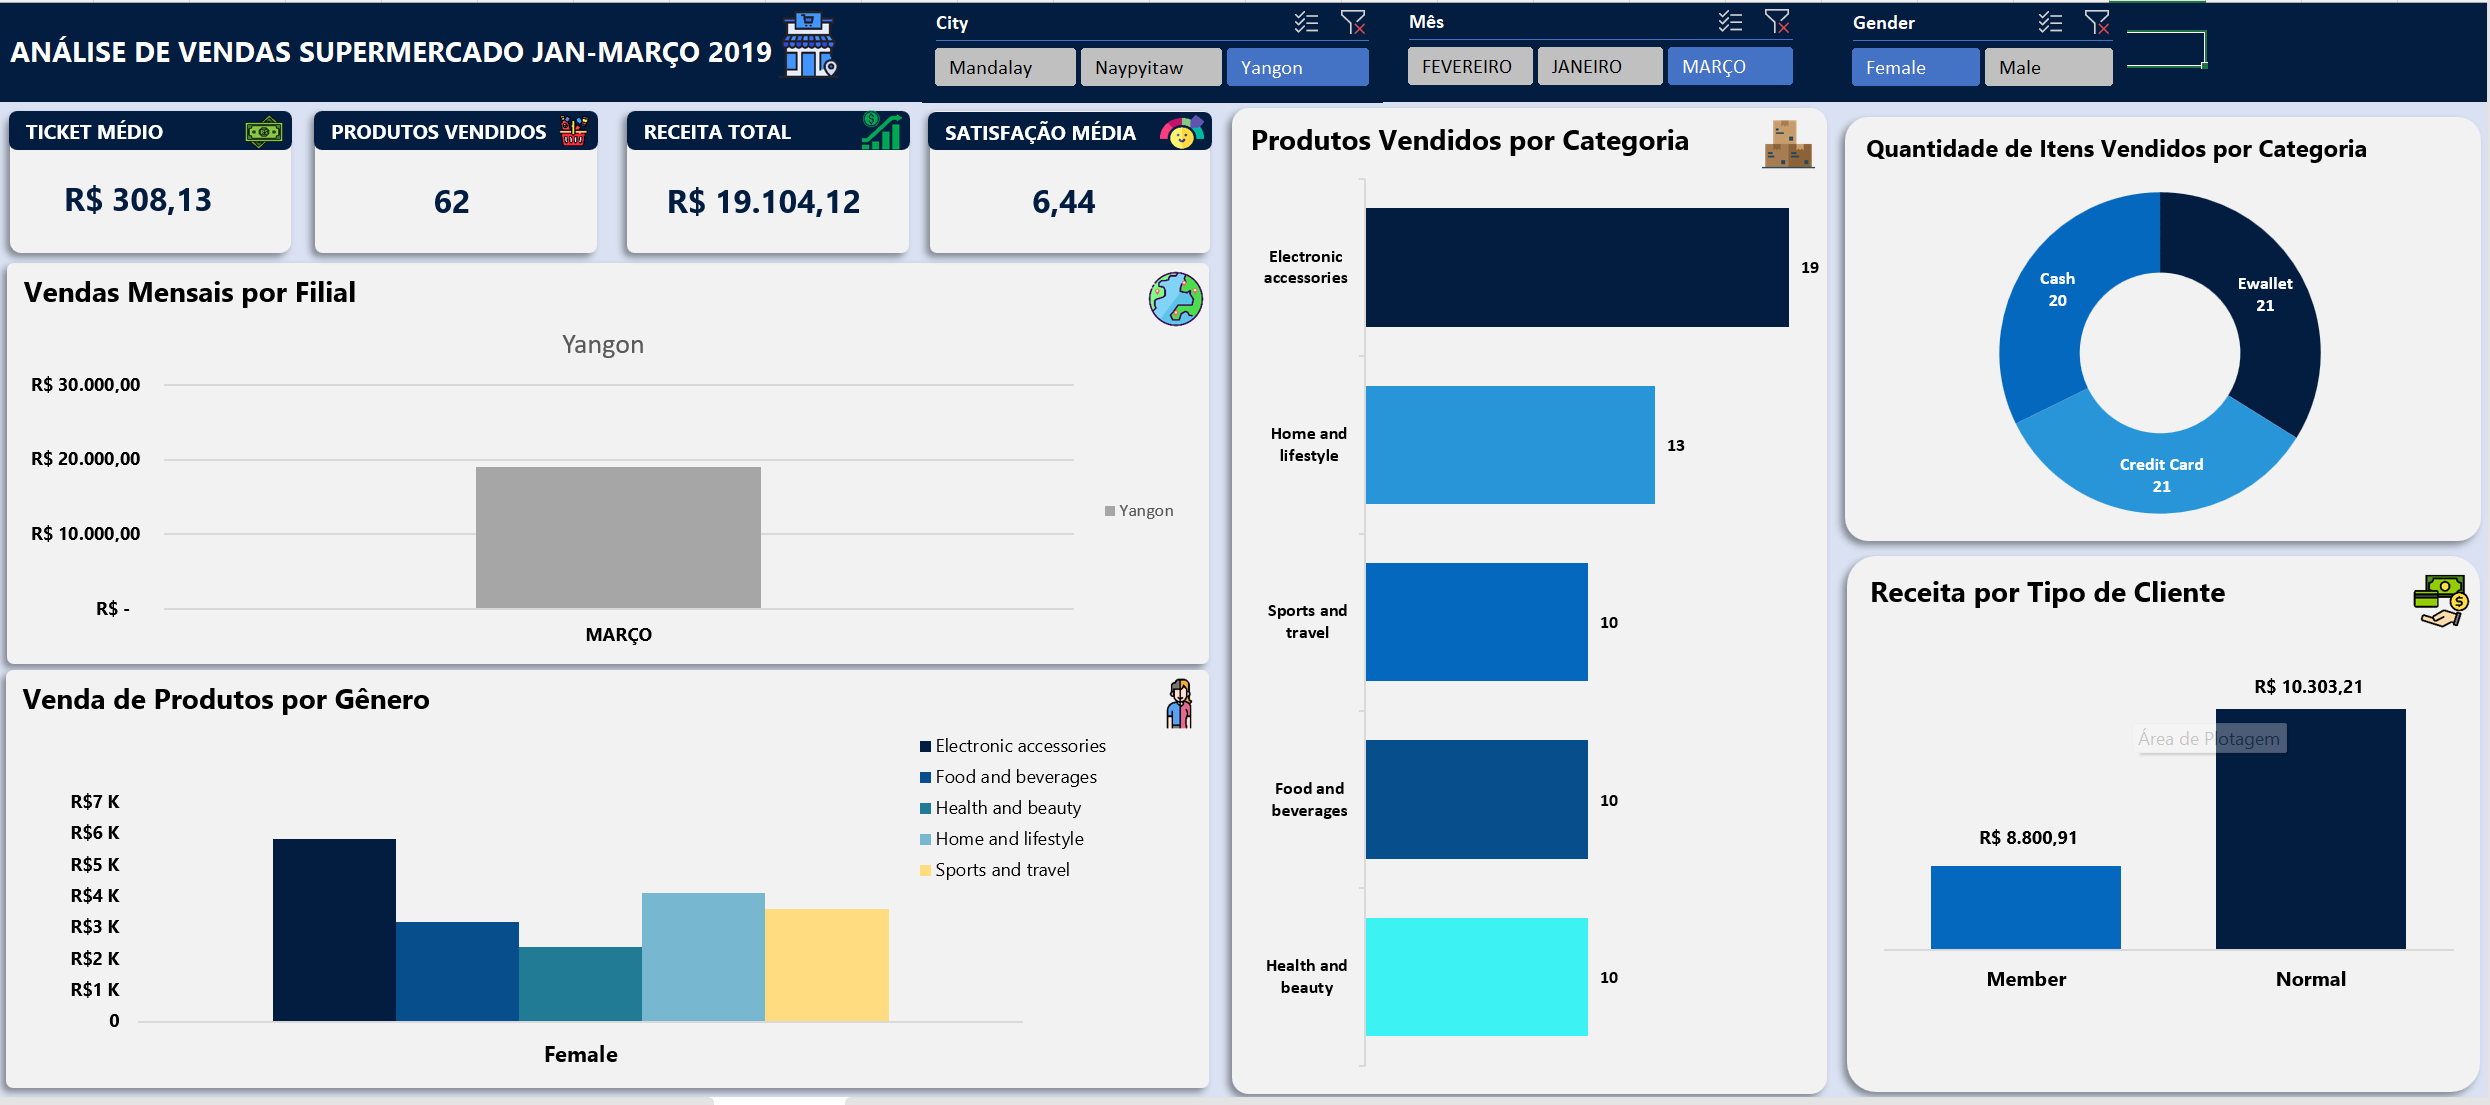 ANÁLISE DE VENDAS SUPERMERCADO JAN-MARÇO 2019
City
Mandalay
Naypyitaw
Yangon
Mês
FEVEREIRO
JANEIRO
MARÇO
Gender
Female
Male
TICKET MÉDIO
R$ 308,13
PRODUTOS VENDIDOS
62
RECEITA TOTAL
R$ 19.104,12
SATISFAÇÃO MÉDIA
6,44
Vendas Mensais por Filial
Yangon
R$ 30.000,00
R$ 20.000,00
R$ 10.000,00
R$ -
MARÇO
Yangon
Venda de Produtos por Gênero
Electronic accessories
Food and beverages
Health and beauty
Home and lifestyle
Sports and travel
R$7 K
R$6 K
R$5 K
R$4 K
R$3 K
R$2 K
R$1 K
0
Female
Produtos Vendidos por Categoria
Electronic
accessories
19
Home and
lifestyle
13
Sports and
travel
10
Food and
beverages
10
Health and
beauty
10
Quantidade de Itens Vendidos por Categoria
Cash
20
Ewallet
21
Credit Card
21
Receita por Tipo de Cliente
R$ 10.303,21
Área de Plotagem
R$ 8.800,91
Member
Normal